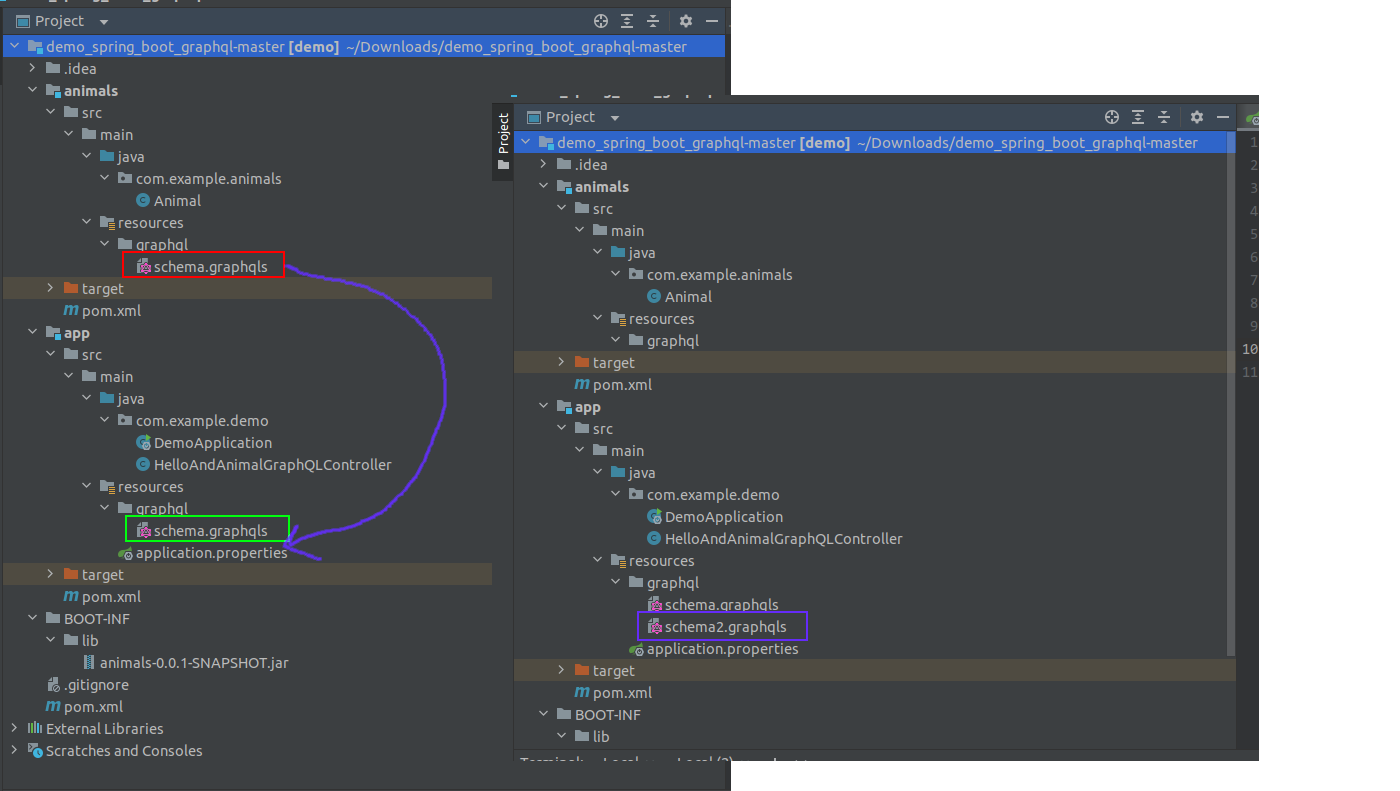 Project
demo_spring_boot_graphql-master [demo] ~/Downloads/demo_spring_boot_graphql-master
.idea
animals
src
main
java
com.example.animals
Animal
resources
graphql
schema.graphqls
target
pom.xml
app
src
main
java
com.example.demo
DemoApplication
HelloAndAnimalGraphQLController
resources
graphql
schema.graphqls
application.properties
target
pom.xml
BOOT-INF
lib
animals-0.0.1-SNAPSHOT.jar
.gitignore
pom.xml
External Libraries
Scratches and Consoles
Project
Project
demo_spring_boot_graphql-master [demo] ~/Downloads/demo_spring_boot_graphql-master
.idea
animals
src
main
java
com.example.animals
Animal
resources
graphql
target
pom.xml
app
src
main
java
com.example.demo
DemoApplication
HelloAndAnimalGraphQLController
resources
graphql
schema.graphqls
schema2.graphqls
application.properties
target
pom.xml
BOOT-INF
lib
1
2
3
4
5
6
7
8
9
10
11